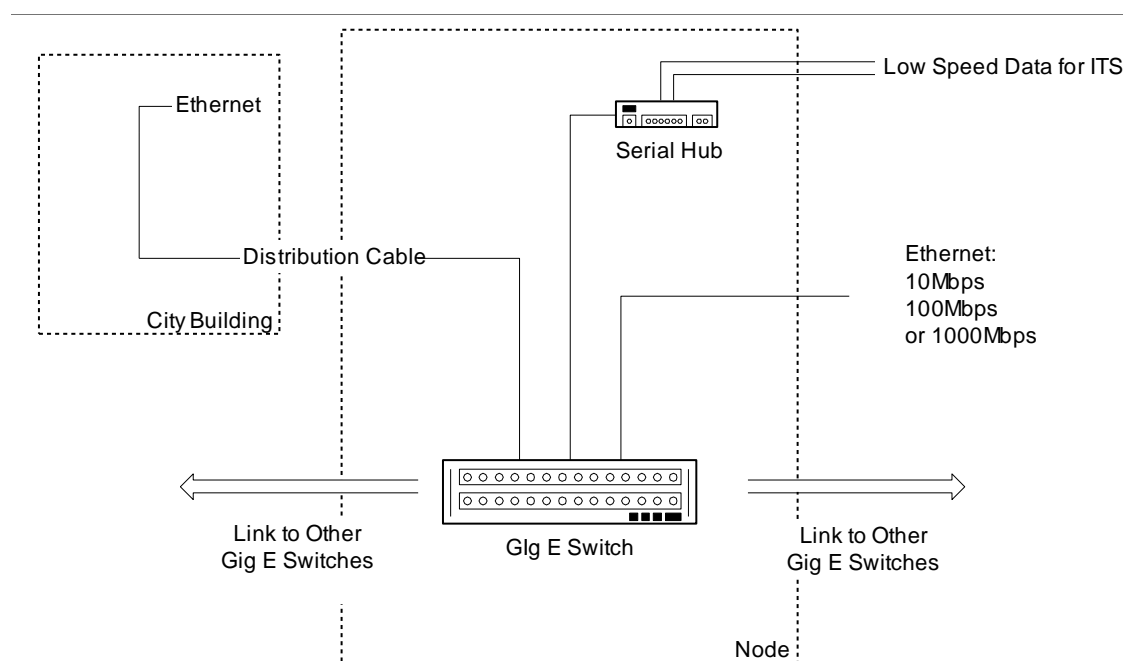 Low Speed Data for ITS
Ethernet
Serial Hub
Distribution Cable
Ethernet:
10Mbps
100Mbps
or 1000Mbps
City Building
Link to Other
Gig E Switches
GIg E Switch
Link to Other
Gig E Switches
Node